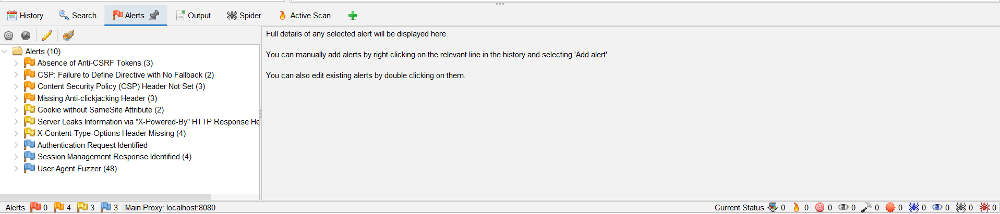 History Search Alerts Output Spider Active Scan
Full details of any selected alert will be displayed here.
You can manually add alerts by right clicking on the relevant line in the history and selecting 'Add alert'.
You can also edit existing alerts by double clicking on them.
Alerts (10)
Absence of Anti-CSRF Tokens (3)
CSP: Failure to Define Directive with No Fallback (2)
Content Security Policy (CSP) Header Not Set (3)
Missing Anti-clickjacking Header (3)
Cookie without SameSite Attribute (2)
Server Leaks Information via "X-Powered-By" HTTP Response He
X-Content-Type-Options Header Missing (4)
Authentication Request Identified
Session Management Response Identified (4)
User Agent Fuzzer (48)
Alerts 0 4 3 3 Main Proxy: localhost:8080 Current Status 0 0 0 0 0 0 0 0 0 0